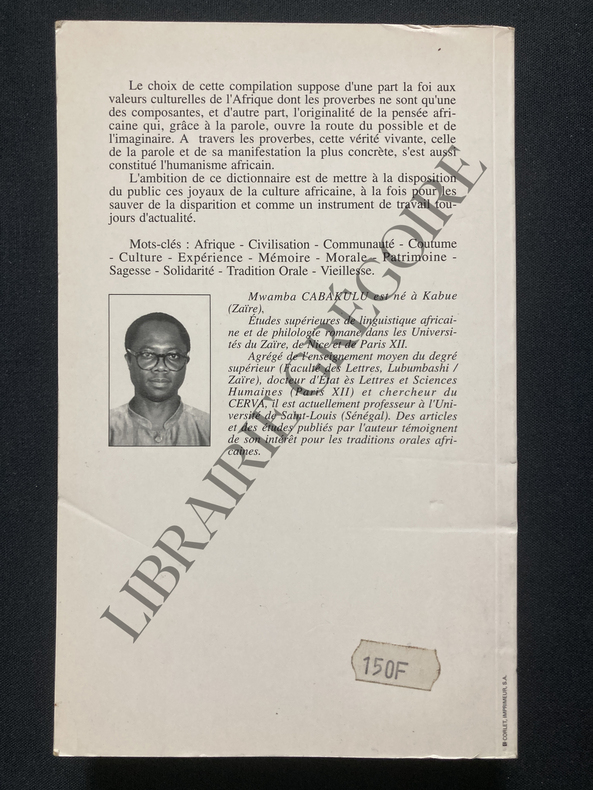 Le choix de cette compilation suppose d'une part la foi aux
valeurs culturelles de l'Afrique dont les proverbes ne sont qu'une
des composantes, et d'autre part, l'originalité de la pensée afri-
caine qui, grâce à la parole, ouvre la route du possible et de
l'imaginaire. A travers les proverbes, cette vérité vivante, celle
de la parole et de sa manifestation la plus concrète, s'est aussi
constitué l'humanisme africain.
L'ambition de ce dictionnaire est de mettre à la disposition
du public ces joyaux de la culture africaine, à la fois pour les
sauver de la disparition et comme un instrument de travail tou-
jours d'actualité.
Mots-clés : Afrique - Civilisation - Communauté - Coutume
- Culture - Expérience - Mémoire - Morale - Patrimoine -
Sagesse - Solidarité - Tradition Orale - Vieillesse.
Mwamba CABAKULU est né à Kabue
(Zaïre),
Études supérieures de linguistique africai-
ne et de philologie romane, dans les Universi-
tés du Zaïre, de Nice et de Paris XII.
Agrégé de l'enseignement moyen du degré
supérieur (Faculté des Lettres, Lubumbashi /
Zaïre), docteur d'État ès Lettres et Sciences
Humaines (Paris XII) et chercheur du
CERVA, il est actuellement professeur à l'Uni-
versité de Saint-Louis (Sénégal). Des articles
et des études publiés par l'auteur témoignent
de son intérêt pour les traditions orales afri-
caines.
LIBRAIRIE GRÉGOIRE
150F
CORLET, IMPRIMEUR, S.A.